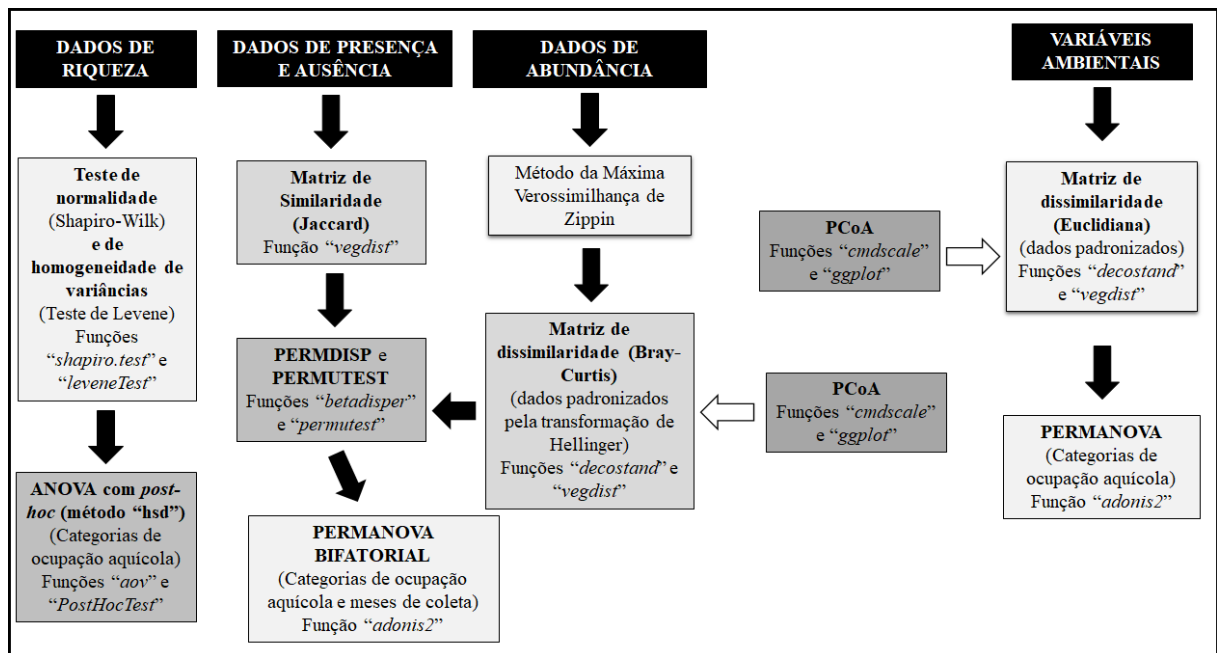 DADOS DE
RIQUEZA
Teste de
normalidade
(Shapiro-Wilk)
e de
homogeneidade de
variâncias
(Teste de Levene)
Funções
“shapiro.test” e
“leveneTest”
ANOVA com post-
hoc (método “hsd”)
(Categorias de
ocupação aquícola)
Funções “aov” e
“PostHocTest”
DADOS DE PRESENÇA
E AUSÊNCIA
Matriz de
Similaridade
(Jaccard)
Função “vegdist”
PERMDISP e
PERMUTEST
Funções “betadisper”
e “permutest”
PERMANOVA
BIFATORIAL
(Categorias de ocupação
aquícola e meses de coleta)
Função “adonis2”
DADOS DE
ABUNDÂNCIA
Método da Máxima
Verossimilhança de
Zippin
Matriz de
dissimilaridade (Bray-
Curtis)
(dados padronizados
pela transformação de
Hellinger)
Funções “decostand” e
“vegdist”
PCoA
Funções “cmdscale”
e “ggplot”
PCoA
Funções “cmdscale”
e “ggplot”
VARIÁVEIS
AMBIENTAIS
Matriz de
dissimilaridade
(Euclidiana)
(dados padronizados)
Funções “decostand”
e “vegdist”
PERMANOVA
(Categorias de
ocupação aquícola)
Função “adonis2”